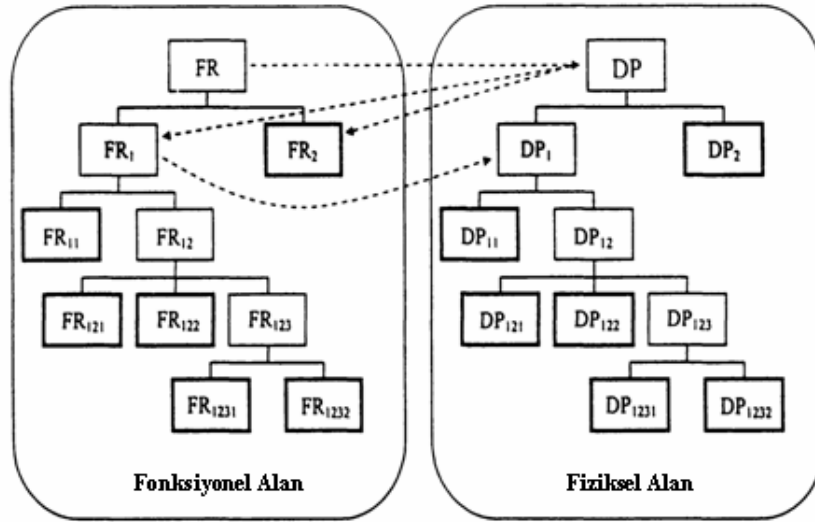 FR
FR₁ FR₂
FR₁₁ FR₁₂
FR₁₂₁ FR₁₂₂ FR₁₂₃
FR₁₂₃₁ FR₁₂₃₂
Fonksiyonel Alan
DP
DP₁ DP₂
DP₁₁ DP₁₂
DP₁₂₁ DP₁₂₂ DP₁₂₃
DP₁₂₃₁ DP₁₂₃₂
Fiziksel Alan